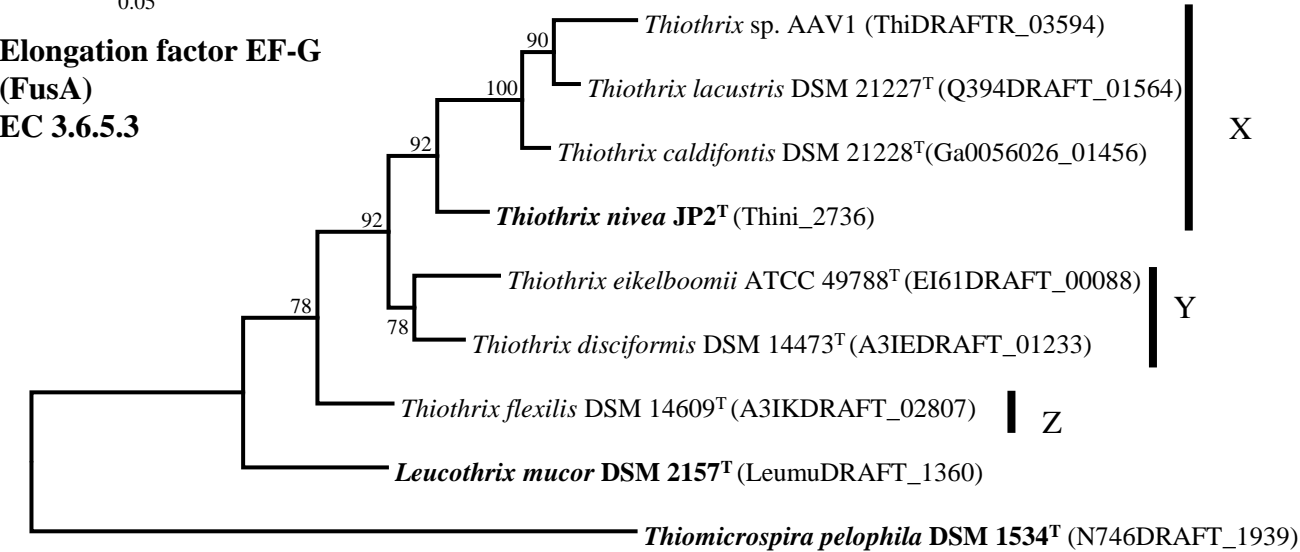 0.05
Elongation factor EF-G
(FusA)
EC 3.6.5.3
90
Thiothrix sp. AAV1 (ThiDRAFTR_03594)
100
Thiothrix lacustris DSM 21227ᵀ (Q394DRAFT_01564)
X
92
Thiothrix caldifontis DSM 21228ᵀ(Ga0056026_01456)
92
Thiothrix nivea JP2ᵀ (Thini_2736)
Thiothrix eikelboomii ATCC 49788ᵀ (EI61DRAFT_00088)
Y
78
78
Thiothrix disciformis DSM 14473ᵀ (A3IEDRAFT_01233)
Thiothrix flexilis DSM 14609ᵀ (A3IKDRAFT_02807)
Z
Leucothrix mucor DSM 2157ᵀ (LeumuDRAFT_1360)
Thiomicrospira pelophila DSM 1534ᵀ (N746DRAFT_1939)